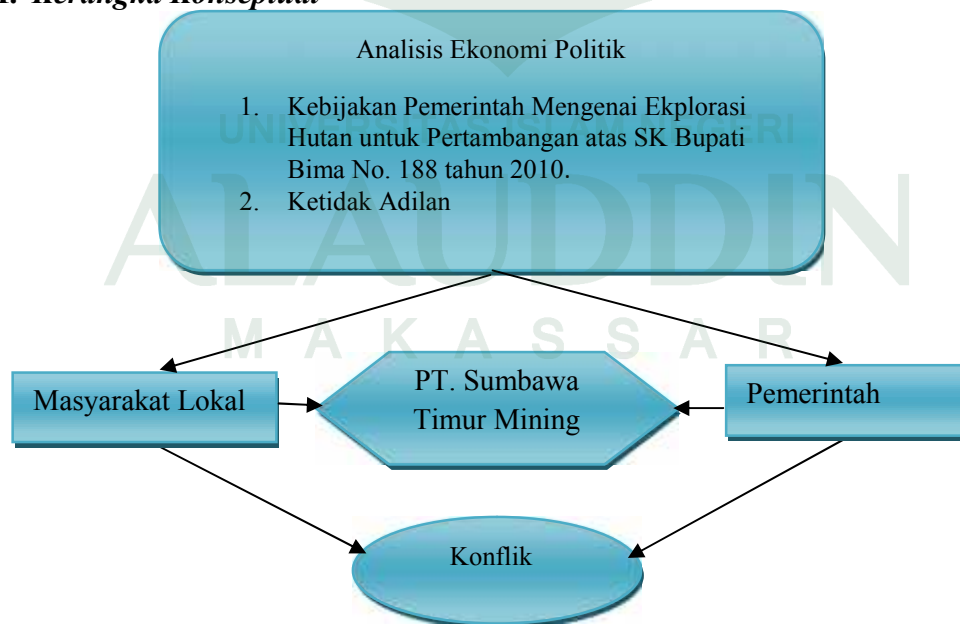 Kerangka Konseptual
Analisis Ekonomi Politik
1. Kebijakan Pemerintah Mengenai Ekplorasi
Hutan untuk Pertambangan atas SK Bupati
Bima No. 188 tahun 2010.
2. Ketidak Adilan
UNIVERSITAS ISLAM NEGERI
ALAUDDIN
MAKASSAR
Masyarakat Lokal
PT. Sumbawa
Timur Mining
Pemerintah
Konflik